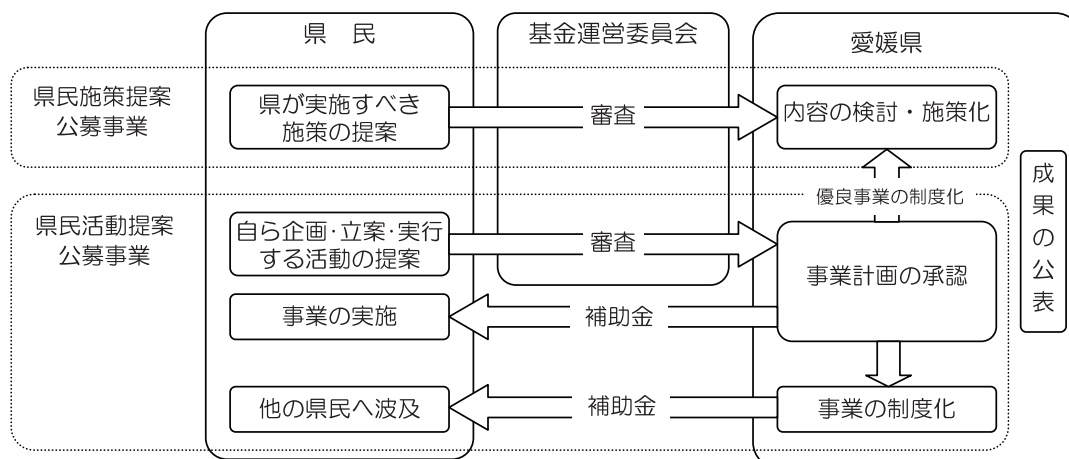 県 民
基金運営委員会
愛媛県
県民施策提案
公募事業
県が実施すべき
施策の提案
審査
内容の検討・施策化
優良事業の制度化
県民活動提案
公募事業
自ら企画・立案・実行
する活動の提案
審査
事業計画の承認
事業の実施
補助金
他の県民へ波及
補助金
事業の制度化
成果の公表